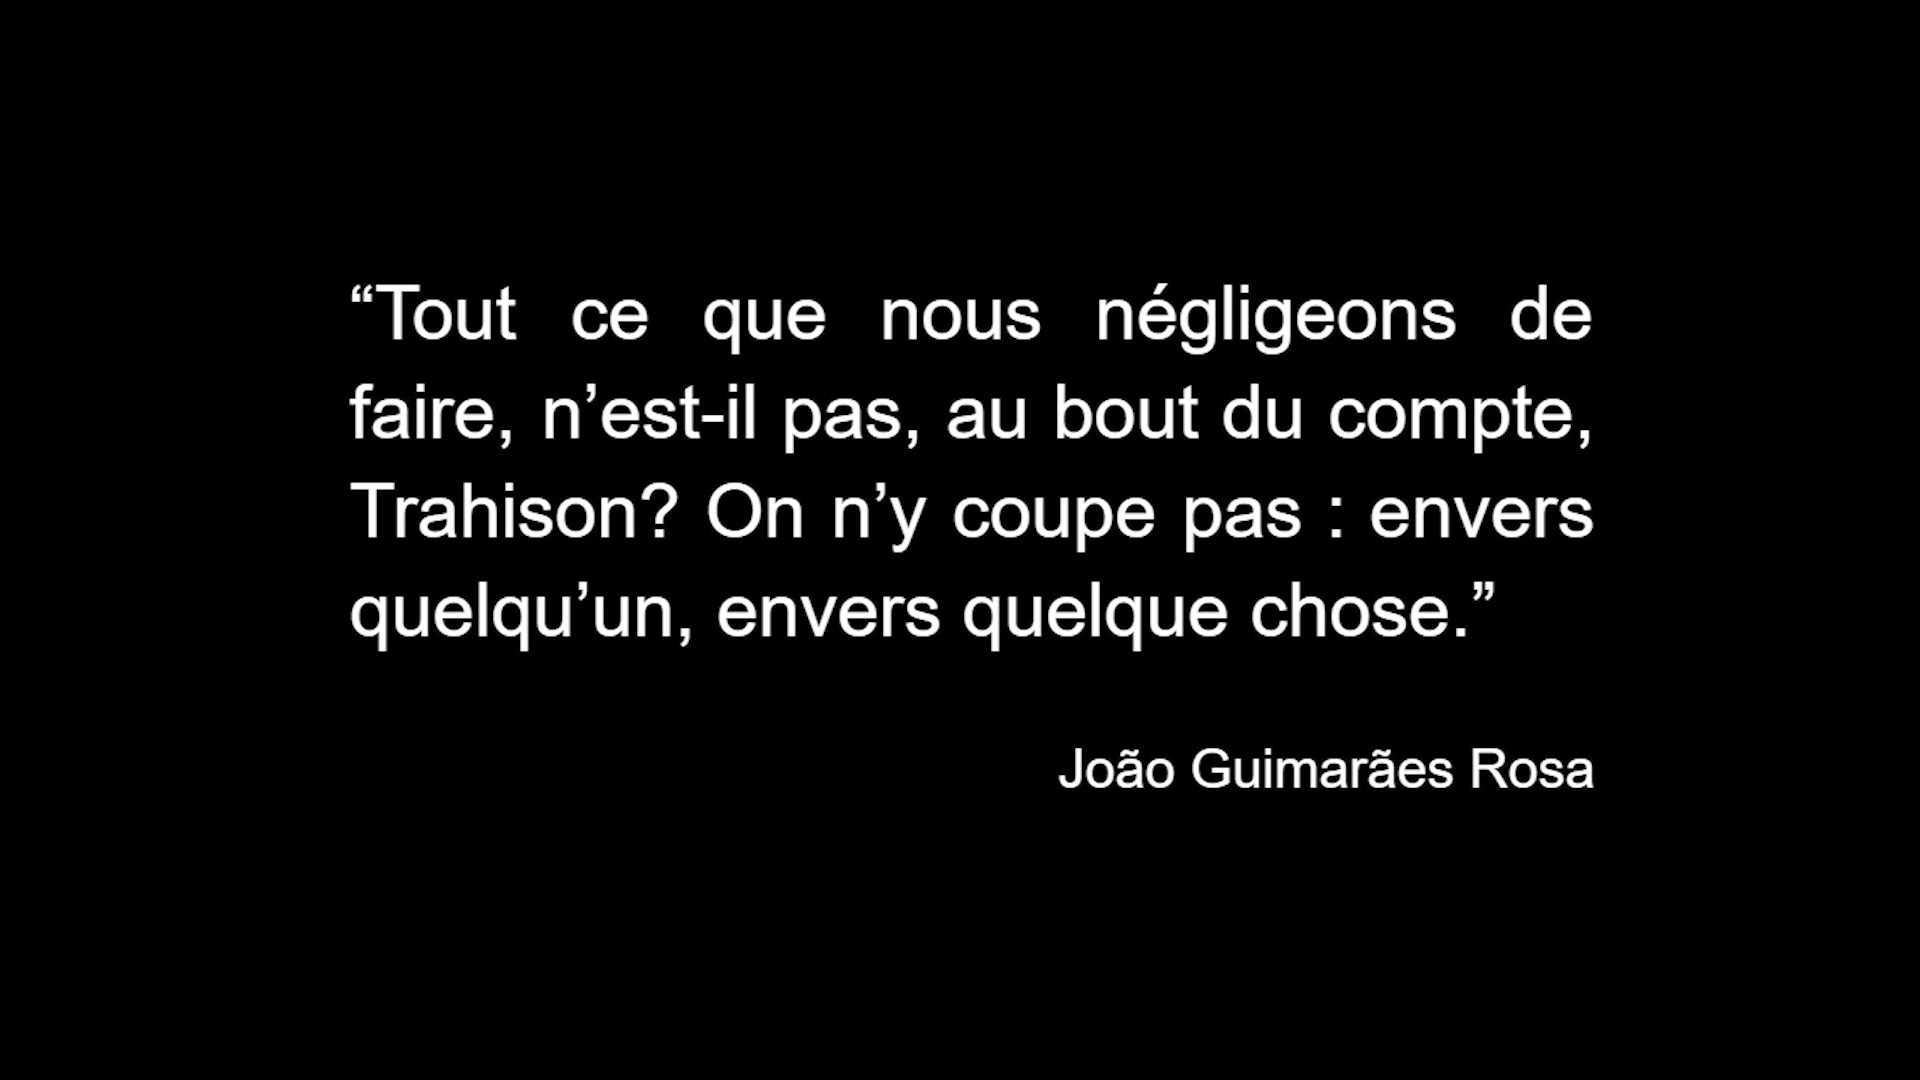 “Tout ce que nous négligeons de
faire, n’est-il pas, au bout du compte,
Trahison? On n’y coupe pas : envers
quelqu’un, envers quelque chose.”
João Guimarães Rosa